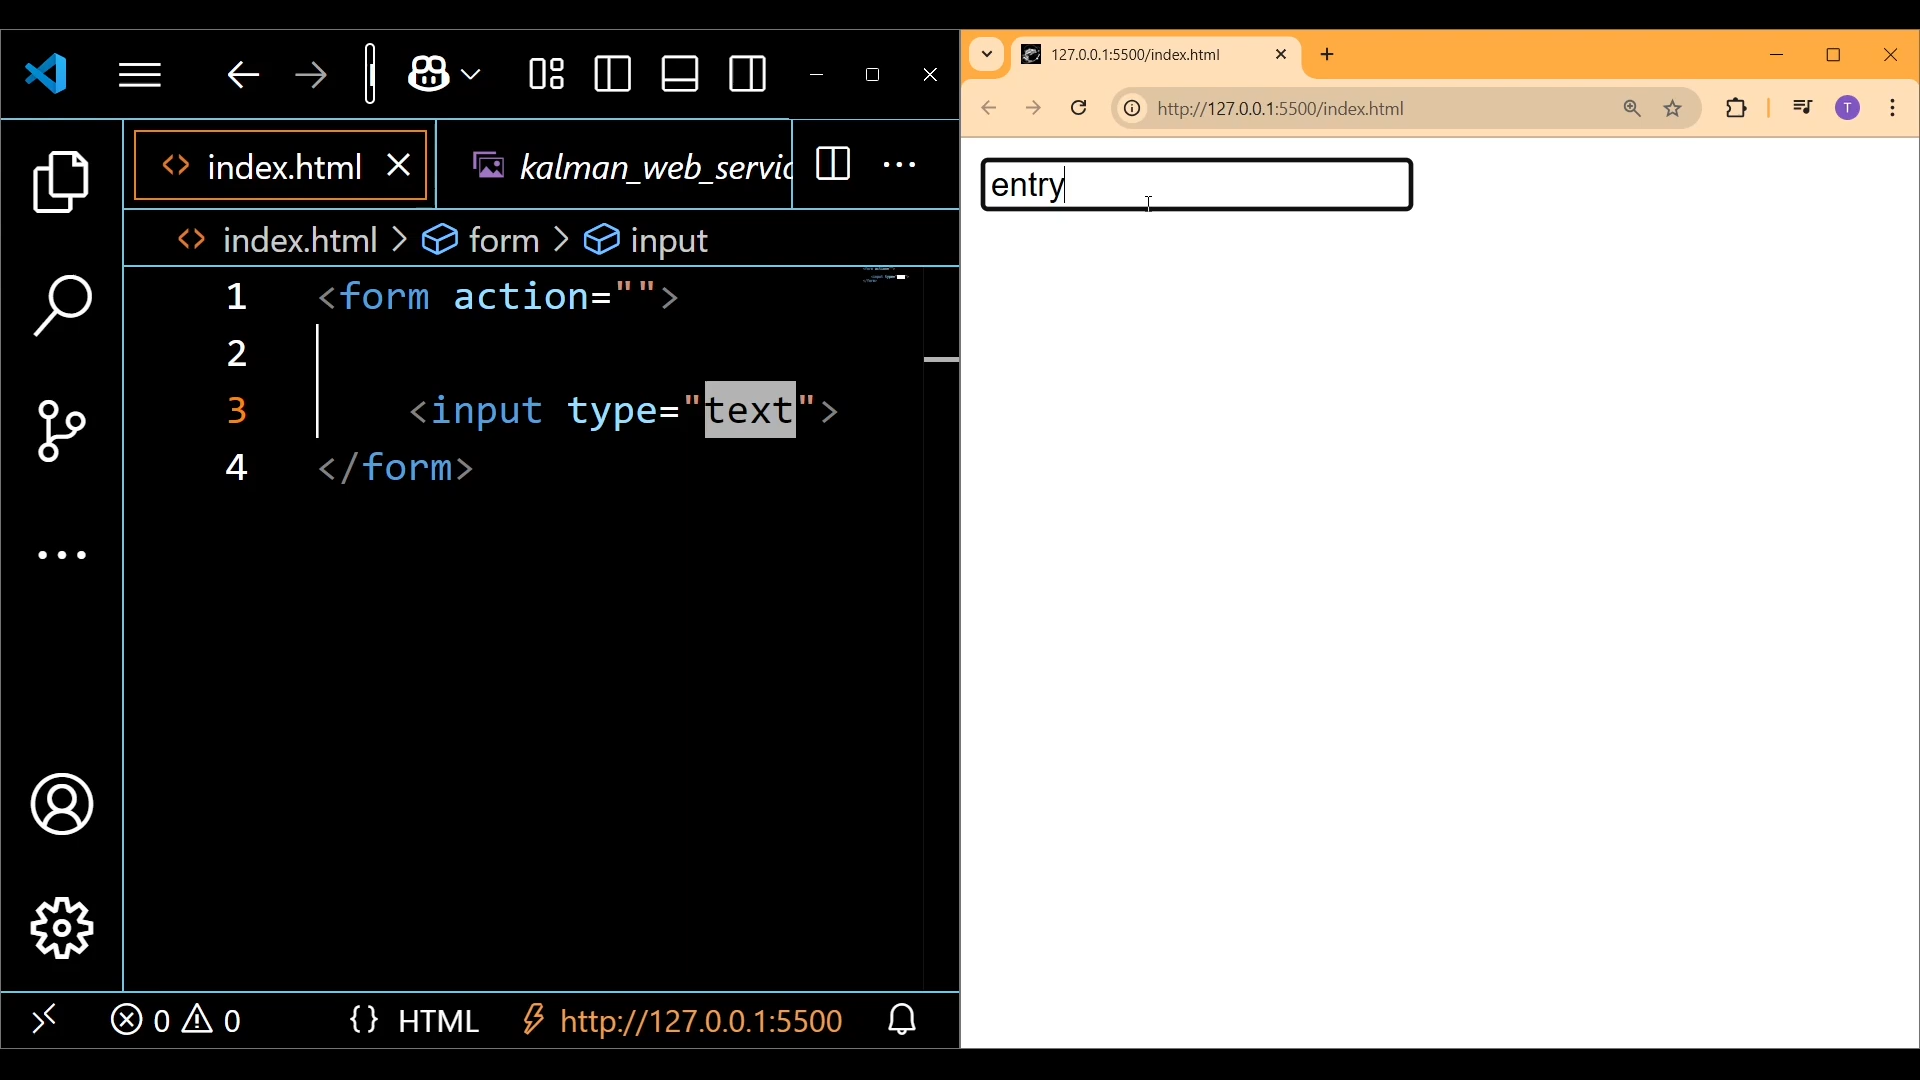 index.html
kalman_web_servic
index.html > form > input
1 <form action="">
2
3 <input type="text">
4 </form>
0 0 {} HTML http://127.0.0.1:5500
127.0.0.1:5500/index.html
http://127.0.0.1:5500/index.html
T
entry